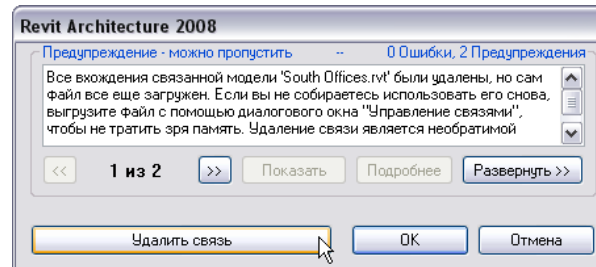 Revit Architecture 2008
Предупреждение - можно пропустить -- 0 Ошибки, 2 Предупреждения
Все вхождения связанной модели 'South Offices.rvt' были удалены, но сам
файл все еще загружен. Если вы не собираетесь использовать его снова,
выгрузите файл с помощью диалогового окна "Управление связями",
чтобы не тратить зря память. Удаление связи является необратимой
<< 1 из 2 >> Показать Подробнее Развернуть >>
Удалить связь OK Отмена